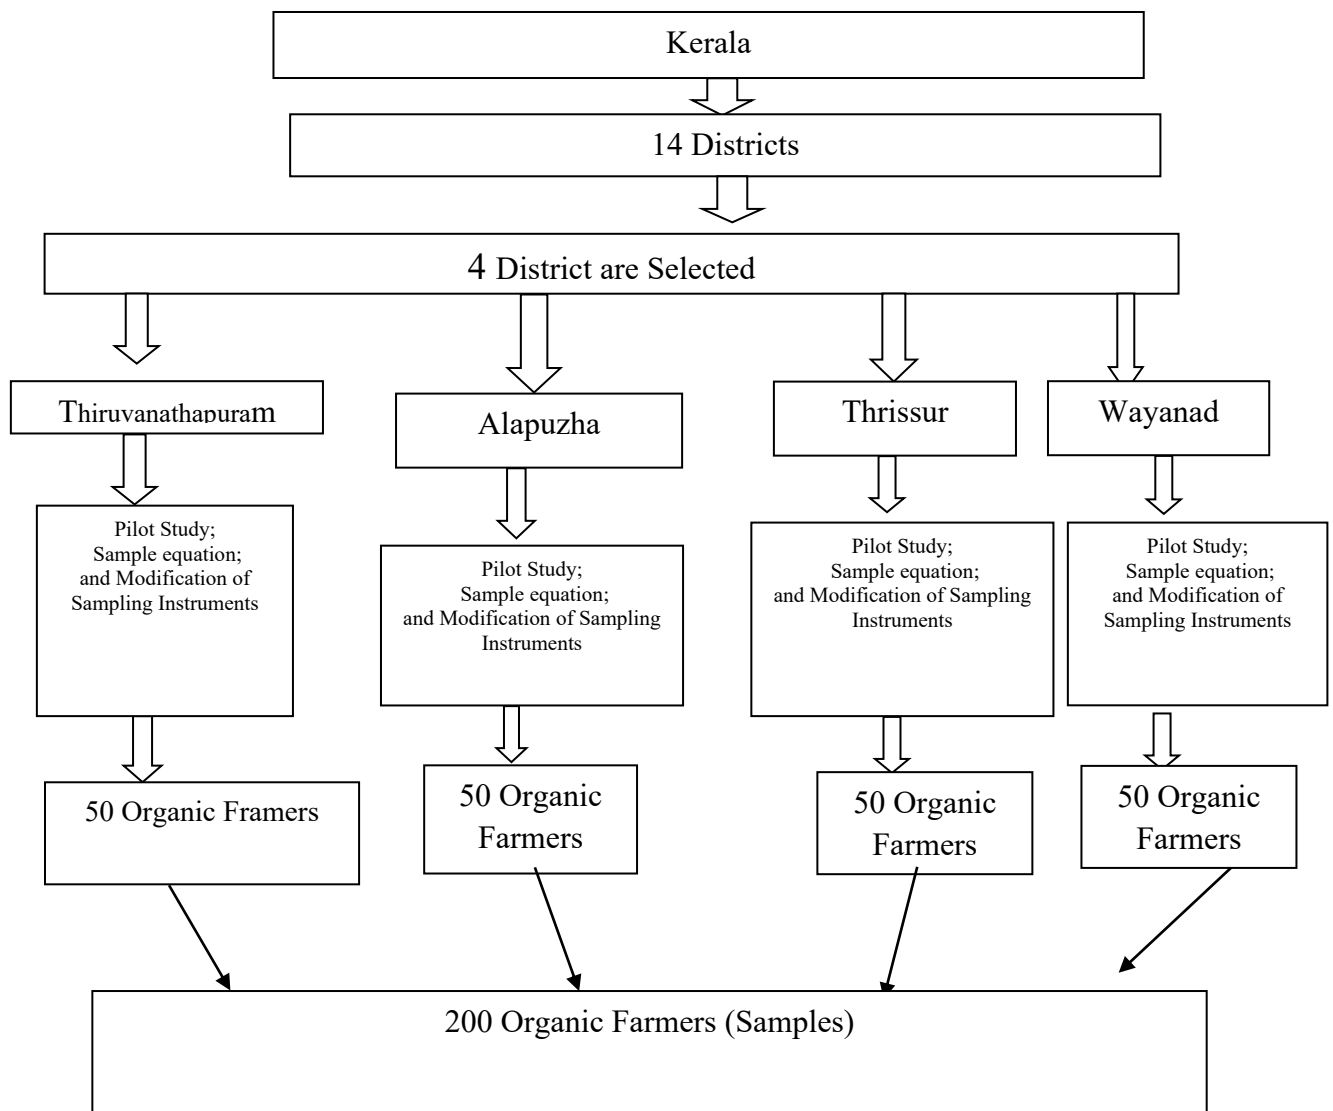 Kerala
14 Districts
4 District are Selected
Thiruvanathapuram
Alapuzha
Thrissur
Wayanad
Pilot Study;
Sample equation;
and Modification of
Sampling Instruments
Pilot Study;
Sample equation;
and Modification of Sampling
Instruments
Pilot Study;
Sample equation;
and Modification of Sampling
Instruments
Pilot Study;
Sample equation;
and Modification of
Sampling Instruments
50 Organic Framers
50 Organic
Farmers
50 Organic
Farmers
50 Organic
Farmers
200 Organic Farmers (Samples)